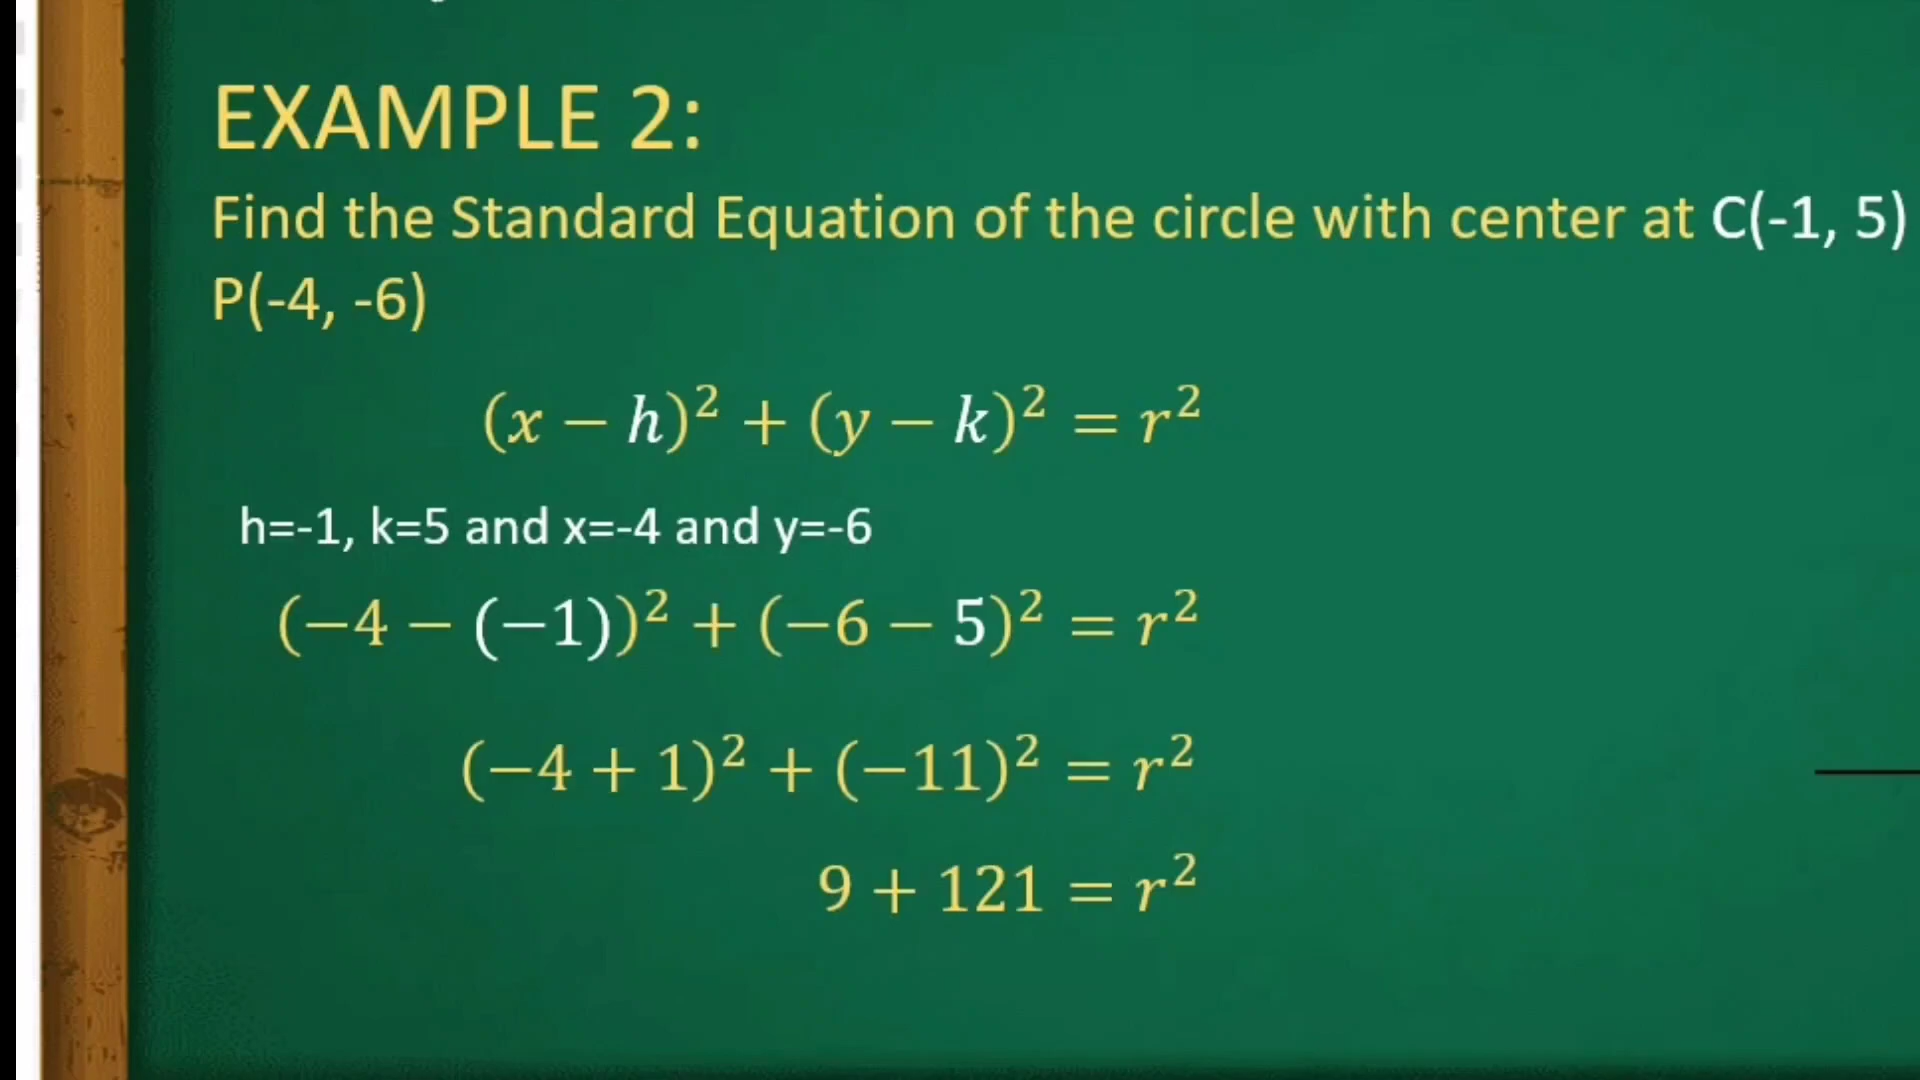 EXAMPLE 2:
Find the Standard Equation of the circle with center at C(-1, 5)
P(-4, -6)
(x − h)² + (y − k)² = r²
h=-1, k=5 and x=-4 and y=-6
(−4 − (−1))² + (−6 − 5)² = r²
(−4 + 1)² + (−11)² = r²
9 + 121 = r²